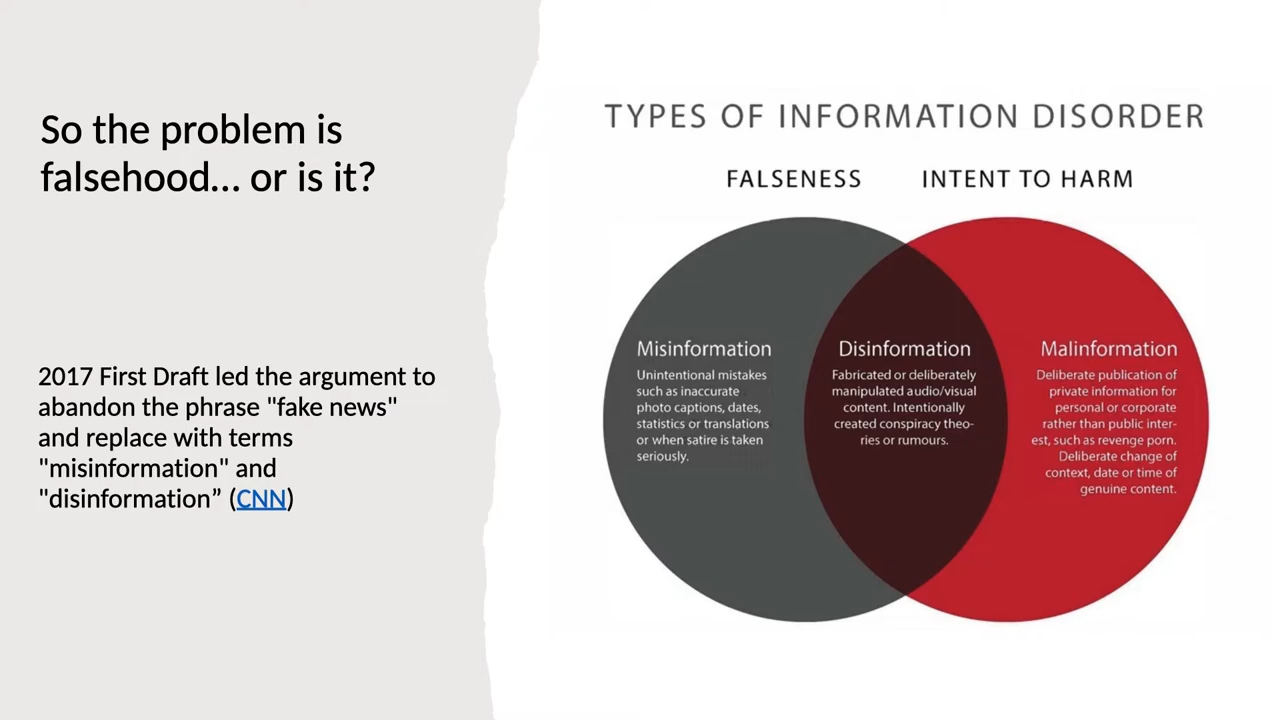 So the problem is
falsehood... or is it?
2017 First Draft led the argument to
abandon the phrase "fake news"
and replace with terms
"misinformation" and
"disinformation” (CNN)
TYPES OF INFORMATION DISORDER
FALSENESS
INTENT TO HARM
Misinformation
Unintentional mistakes
such as inaccurate
photo captions, dates,
statistics or translations
or when satire is taken
seriously.
Disinformation
Fabricated or deliberately
manipulated audio/visual
content. Intentionally
created conspiracy theo-
ries or rumours.
Malinformation
Deliberate publication of
private information for
personal or corporate
rather than public inter-
est, such as revenge porn.
Deliberate change of
context, date or time of
genuine content.